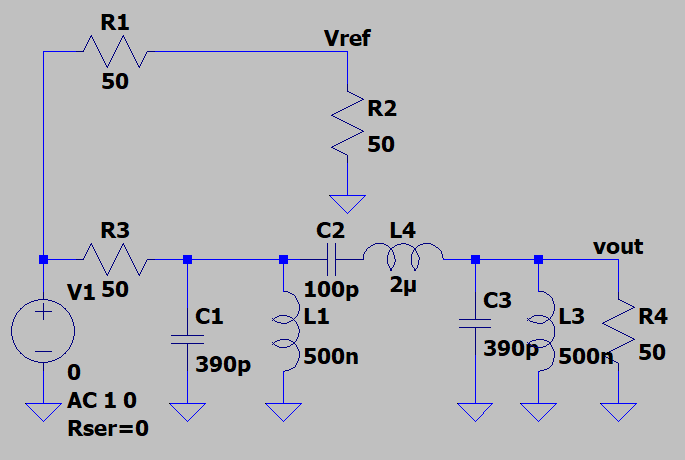 R1
50
Vref
R2
50
R3
50
C2
100p
L4
2µ
vout
V1
0
AC 1 0
Rser=0
C1
390p
L1
500n
C3
390p
L3
500n
R4
50